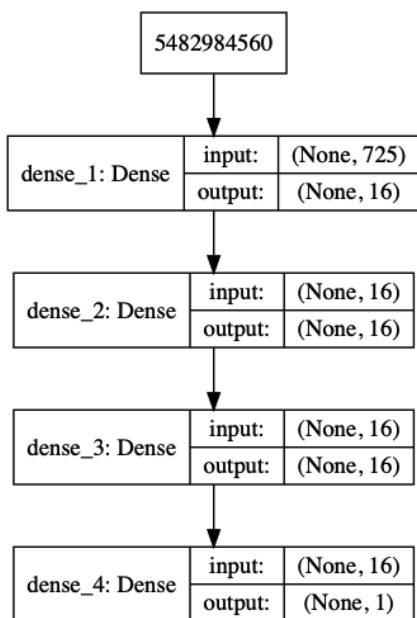 5482984560
dense_1: Dense
input: (None, 725)
output: (None, 16)
dense_2: Dense
input: (None, 16)
output: (None, 16)
dense_3: Dense
input: (None, 16)
output: (None, 16)
dense_4: Dense
input: (None, 16)
output: (None, 1)